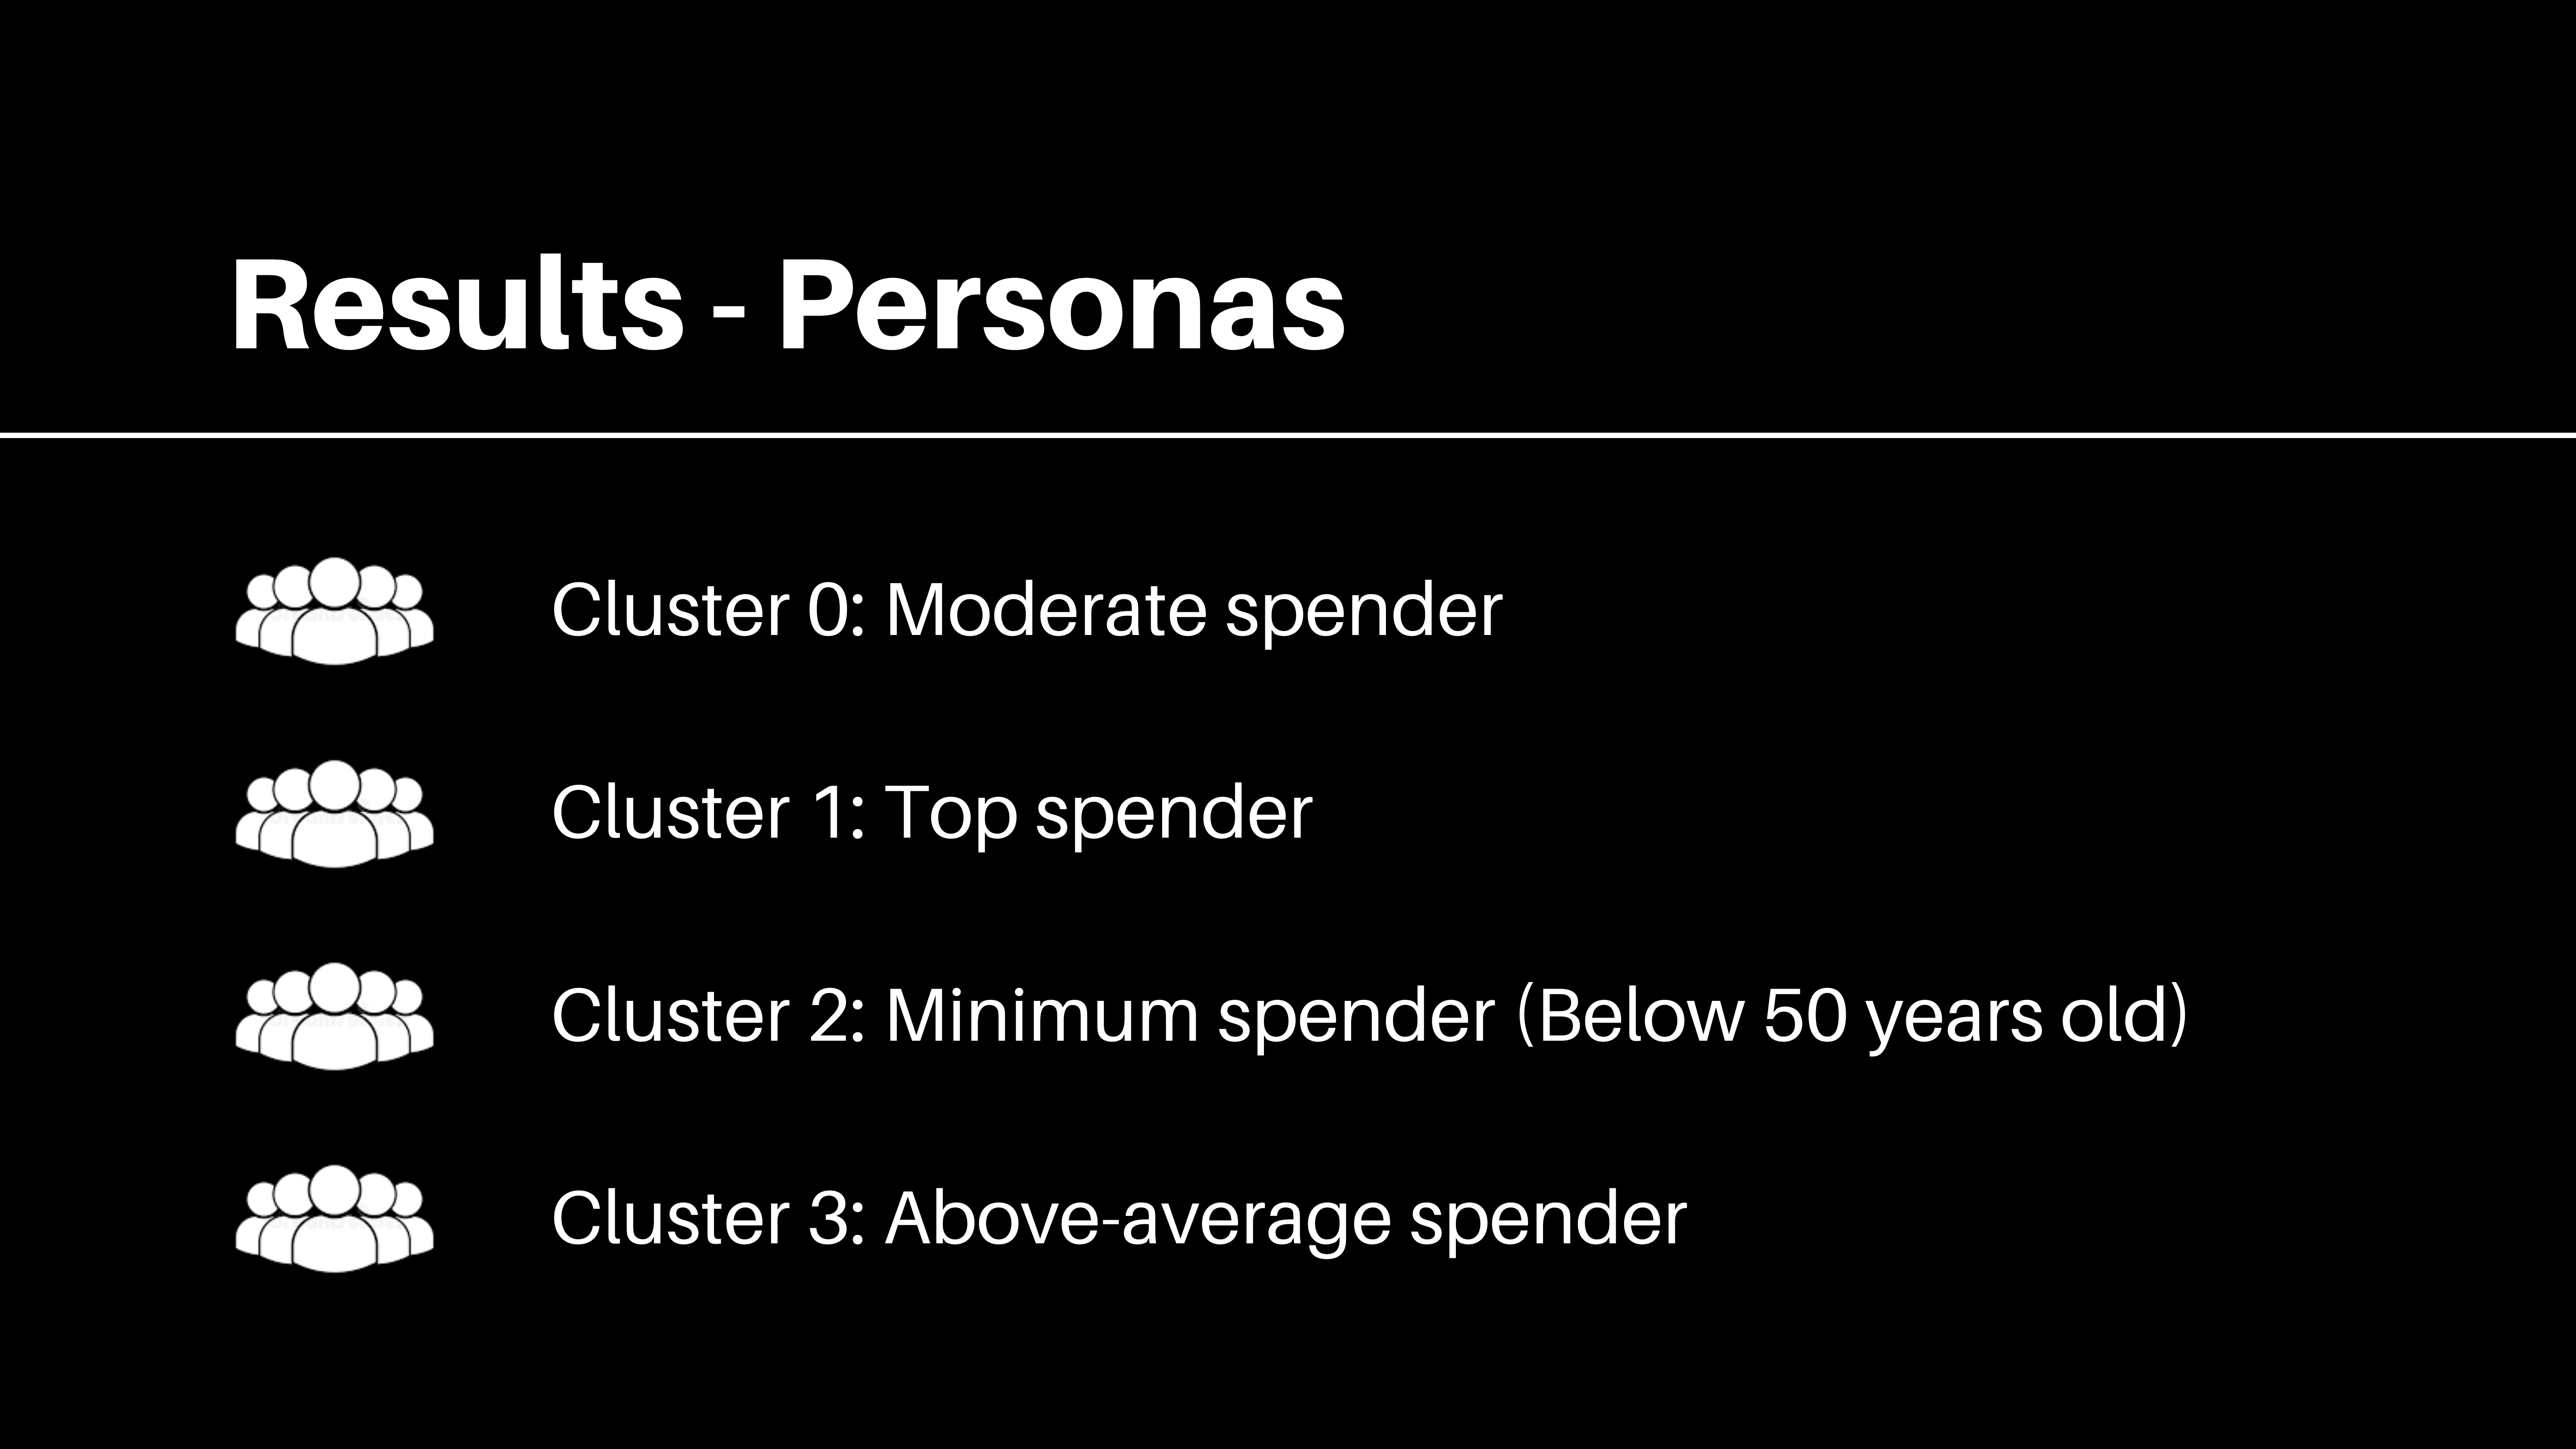 Results - Personas
Cluster 0: Moderate spender
Cluster 1: Top spender
Cluster 2: Minimum spender (Below 50 years old)
Cluster 3: Above-average spender